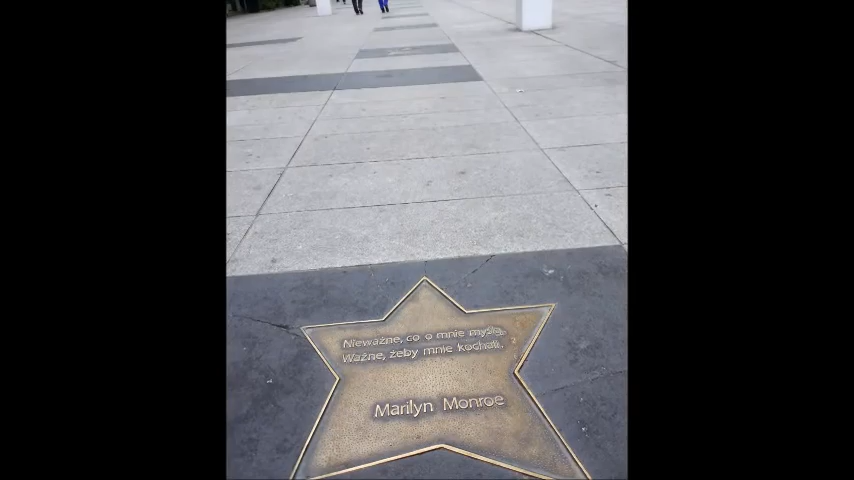 Nieważne, co o mnie myślą.
Ważne, żeby mnie kochali.
Marilyn Monroe